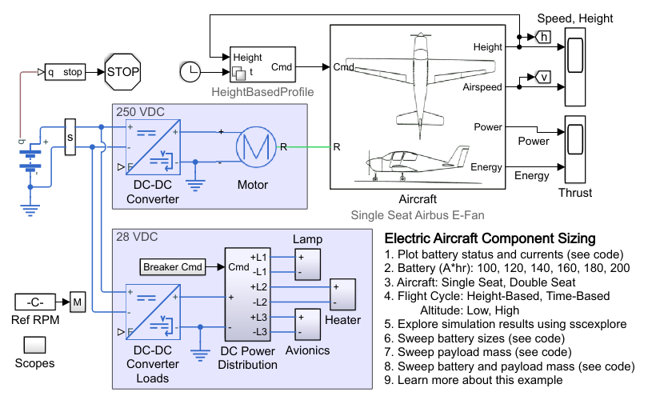 Speed, Height
Height
t
Cmd
HeightBasedProfile
Cmd
Height
h
Airspeed
v
Power
Power
Energy
Energy
Thrust
R
Aircraft
Single Seat Airbus E-Fan
q stop
STOP
q
+
s
250 VDC
+
-
+
-
v
F
+
-
M
R
DC-DC
Converter
Motor
28 VDC
Breaker Cmd
Cmd
+L1
-L1
+L2
-L2
+L3
-L3
Lamp
+
-
+
-
Heater
+
-
Avionics
+
-
+
-
v
F
+
-
DC-DC
Converter
Loads
DC Power
Distribution
-C-
M
Ref RPM
Scopes
Electric Aircraft Component Sizing
1. Plot battery status and currents (see code)
2. Battery (A*hr): 100, 120, 140, 160, 180, 200
3. Aircraft: Single Seat, Double Seat
4. Flight Cycle: Height-Based, Time-Based
Altitude: Low, High
5. Explore simulation results using sscexplore
6. Sweep battery sizes (see code)
7. Sweep payload mass (see code)
8. Sweep battery and payload mass (see code)
9. Learn more about this example